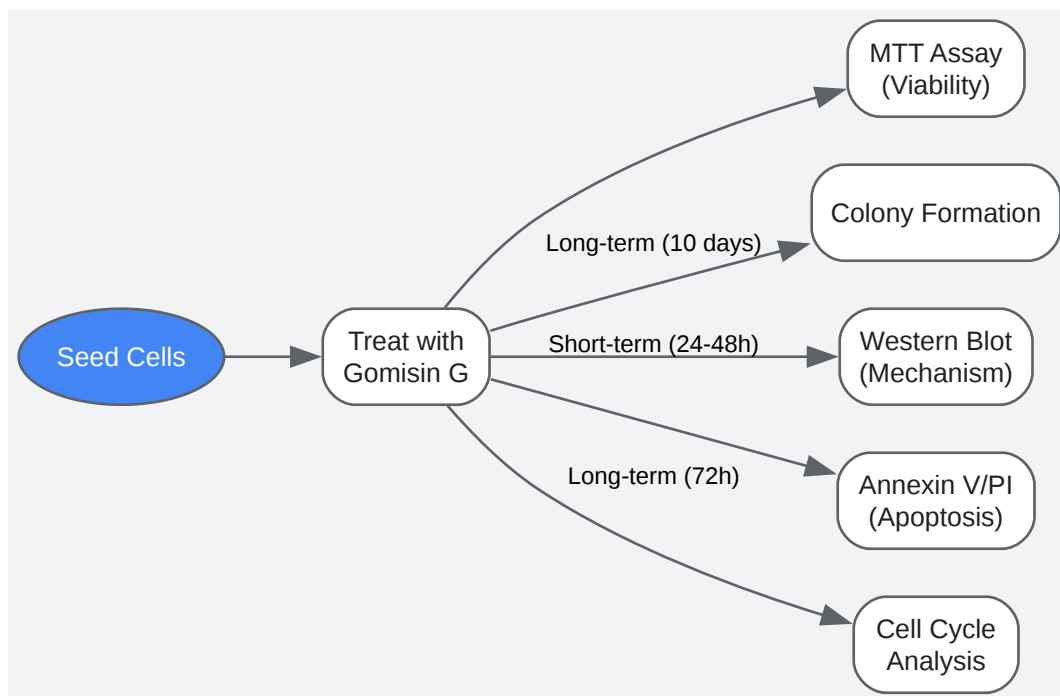 MTT Assay
(Viability)
Colony Formation
Long-term (10 days)
Seed Cells
Treat with
Gomisin G
Short-term (24-48h)
Western Blot
(Mechanism)
Long-term (72h)
Annexin V/PI
(Apoptosis)
Cell Cycle
Analysis